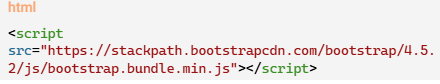 html
<script
src="https://stackpath.bootstrapcdn.com/bootstrap/4.5.
2/js/bootstrap.bundle.min.js"></script>